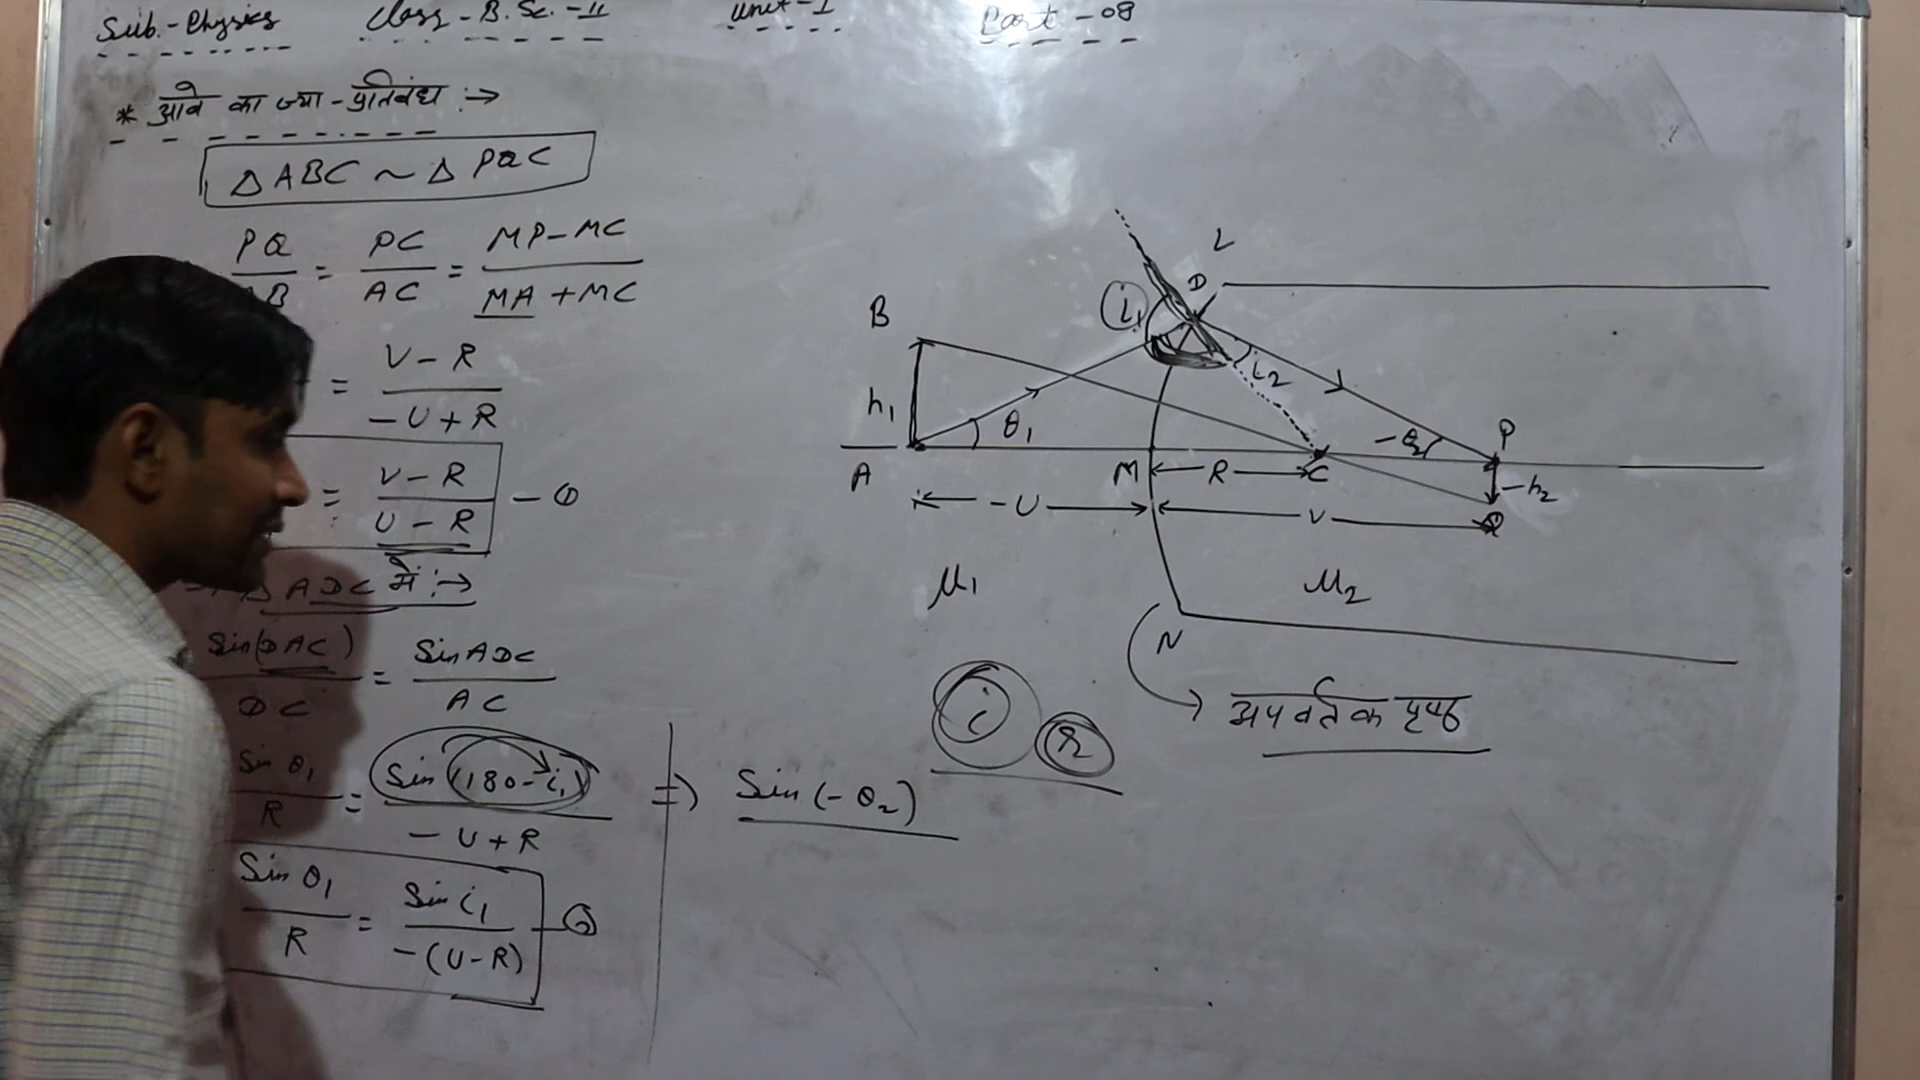 Sub.-Physics Class-B.Sc.-II Unit-I Part-08
* आवे का ज्या-प्रतिबंध :→
△ABC ~ △PQC
PQ = PC = MP-MC
AC MA+MC
= V-R
-U+R
= V-R - ①
U-R
△ADC में :→
Sin(DAC) = Sin ADC
DC AC
Sin θ₁ = Sin(180-i₁)
R -U+R
⇒ Sin(-θ₂)
Sin θ₁ = Sin i₁ - ②
R -(U-R)
L
D
B
i₁
i₂
h₁
θ₁
-θ₂
P
A
M
R
C
-h₂
-U
V
Q
μ₁
μ₂
N
i
r
अपवर्तक पृष्ठ